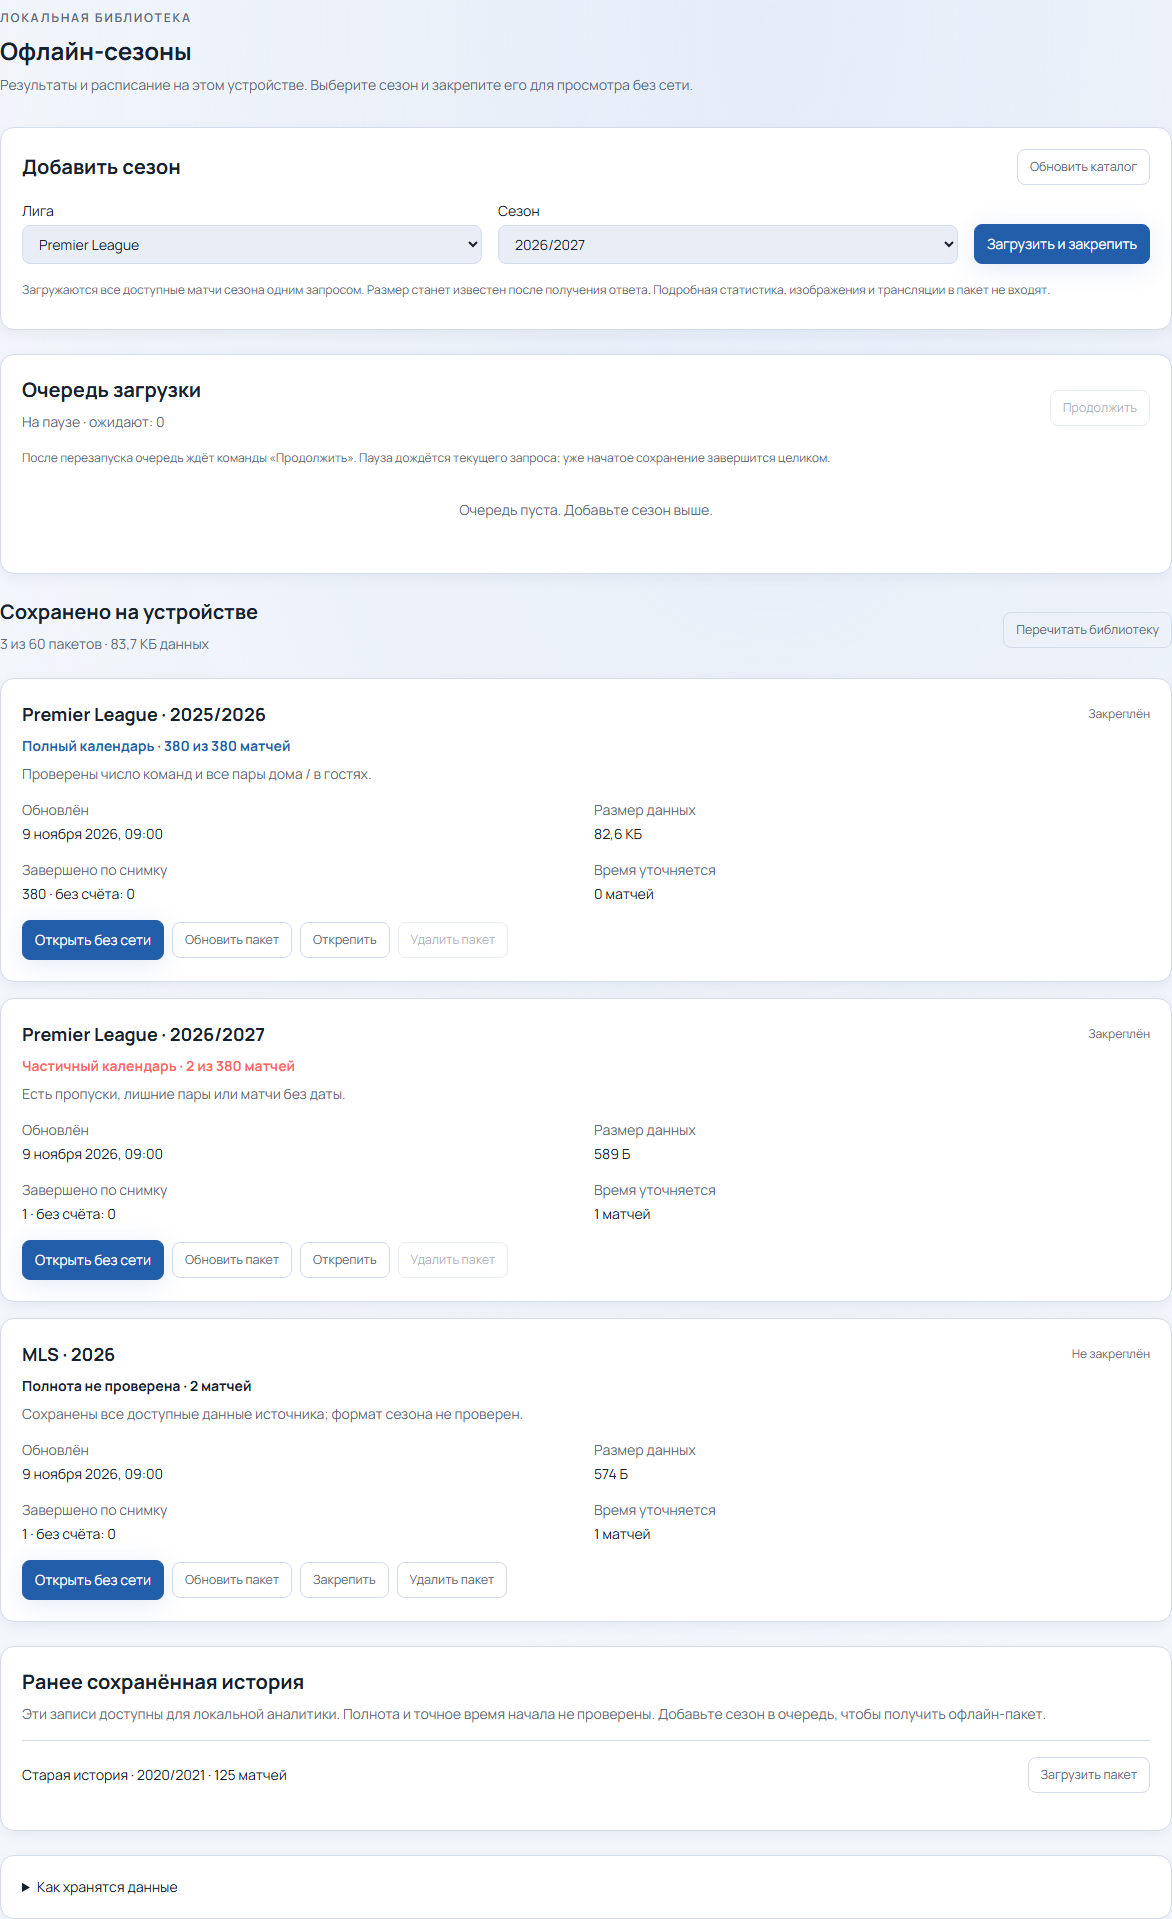 ЛОКАЛЬНАЯ БИБЛИОТЕКА
Офлайн-сезоны
Результаты и расписание на этом устройстве. Выберите сезон и закрепите его для просмотра без сети.
Добавить сезон
Обновить каталог
Лига
Сезон
Premier League
2026/2027
Загрузить и закрепить
Загружаются все доступные матчи сезона одним запросом. Размер станет известен после получения ответа. Подробная статистика, изображения и трансляции в пакет не входят.
Очередь загрузки
На паузе · ожидают: 0
Продолжить
После перезапуска очередь ждёт команды «Продолжить». Пауза дождётся текущего запроса; уже начатое сохранение завершится целиком.
Очередь пуста. Добавьте сезон выше.
Сохранено на устройстве
3 из 60 пакетов · 83,7 КБ данных
Перечитать библиотеку
Premier League · 2025/2026
Закреплён
Полный календарь · 380 из 380 матчей
Проверены число команд и все пары дома / в гостях.
Обновлён
Размер данных
9 ноября 2026, 09:00
82,6 КБ
Завершено по снимку
Время уточняется
380 · без счёта: 0
0 матчей
Открыть без сети
Обновить пакет
Открепить
Удалить пакет
Premier League · 2026/2027
Закреплён
Частичный календарь · 2 из 380 матчей
Есть пропуски, лишние пары или матчи без даты.
Обновлён
Размер данных
9 ноября 2026, 09:00
589 Б
Завершено по снимку
Время уточняется
1 · без счёта: 0
1 матчей
Открыть без сети
Обновить пакет
Открепить
Удалить пакет
MLS · 2026
Не закреплён
Полнота не проверена · 2 матчей
Сохранены все доступные данные источника; формат сезона не проверен.
Обновлён
Размер данных
9 ноября 2026, 09:00
574 Б
Завершено по снимку
Время уточняется
1 · без счёта: 0
1 матчей
Открыть без сети
Обновить пакет
Закрепить
Удалить пакет
Ранее сохранённая история
Эти записи доступны для локальной аналитики. Полнота и точное время начала не проверены. Добавьте сезон в очередь, чтобы получить офлайн-пакет.
Старая история · 2020/2021 · 125 матчей
Загрузить пакет
Как хранятся данные